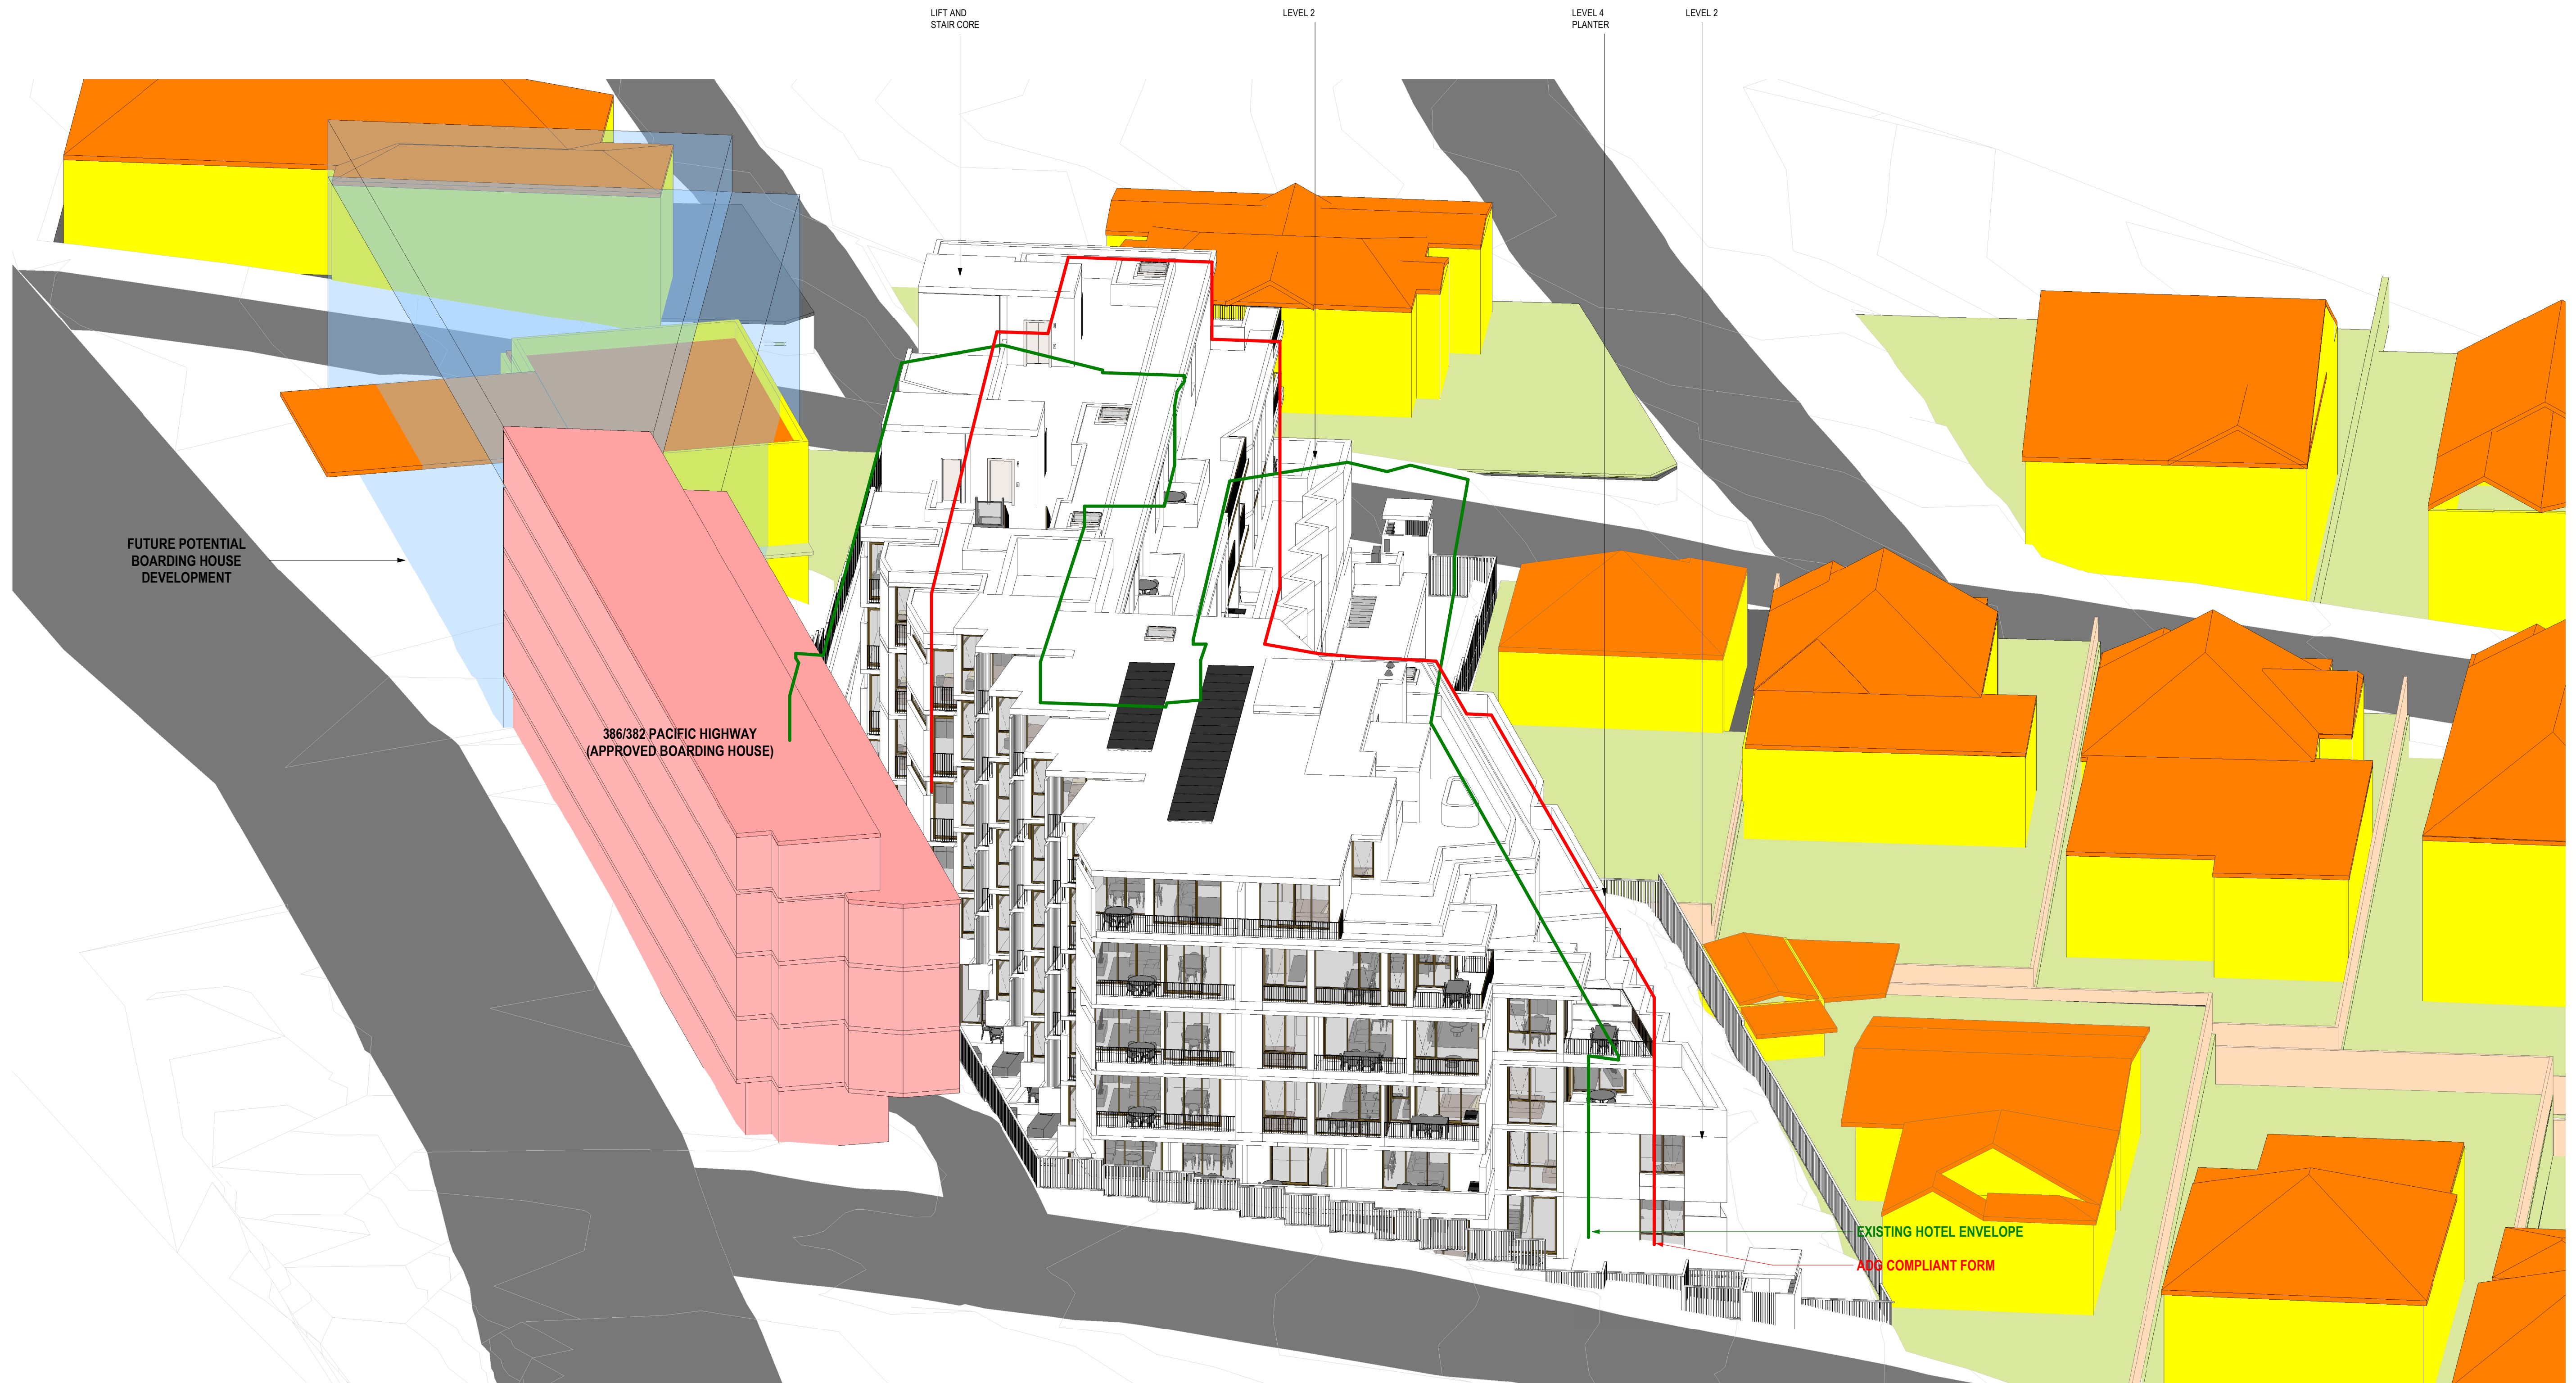 LIFT AND
STAIR CORE
LEVEL 2
LEVEL 4
PLANTER
LEVEL 2
FUTURE POTENTIAL
BOARDING HOUSE
DEVELOPMENT
386/382 PACIFIC HIGHWAY
(APPROVED BOARDING HOUSE)
EXISTING HOTEL ENVELOPE
ADG COMPLIANT FORM